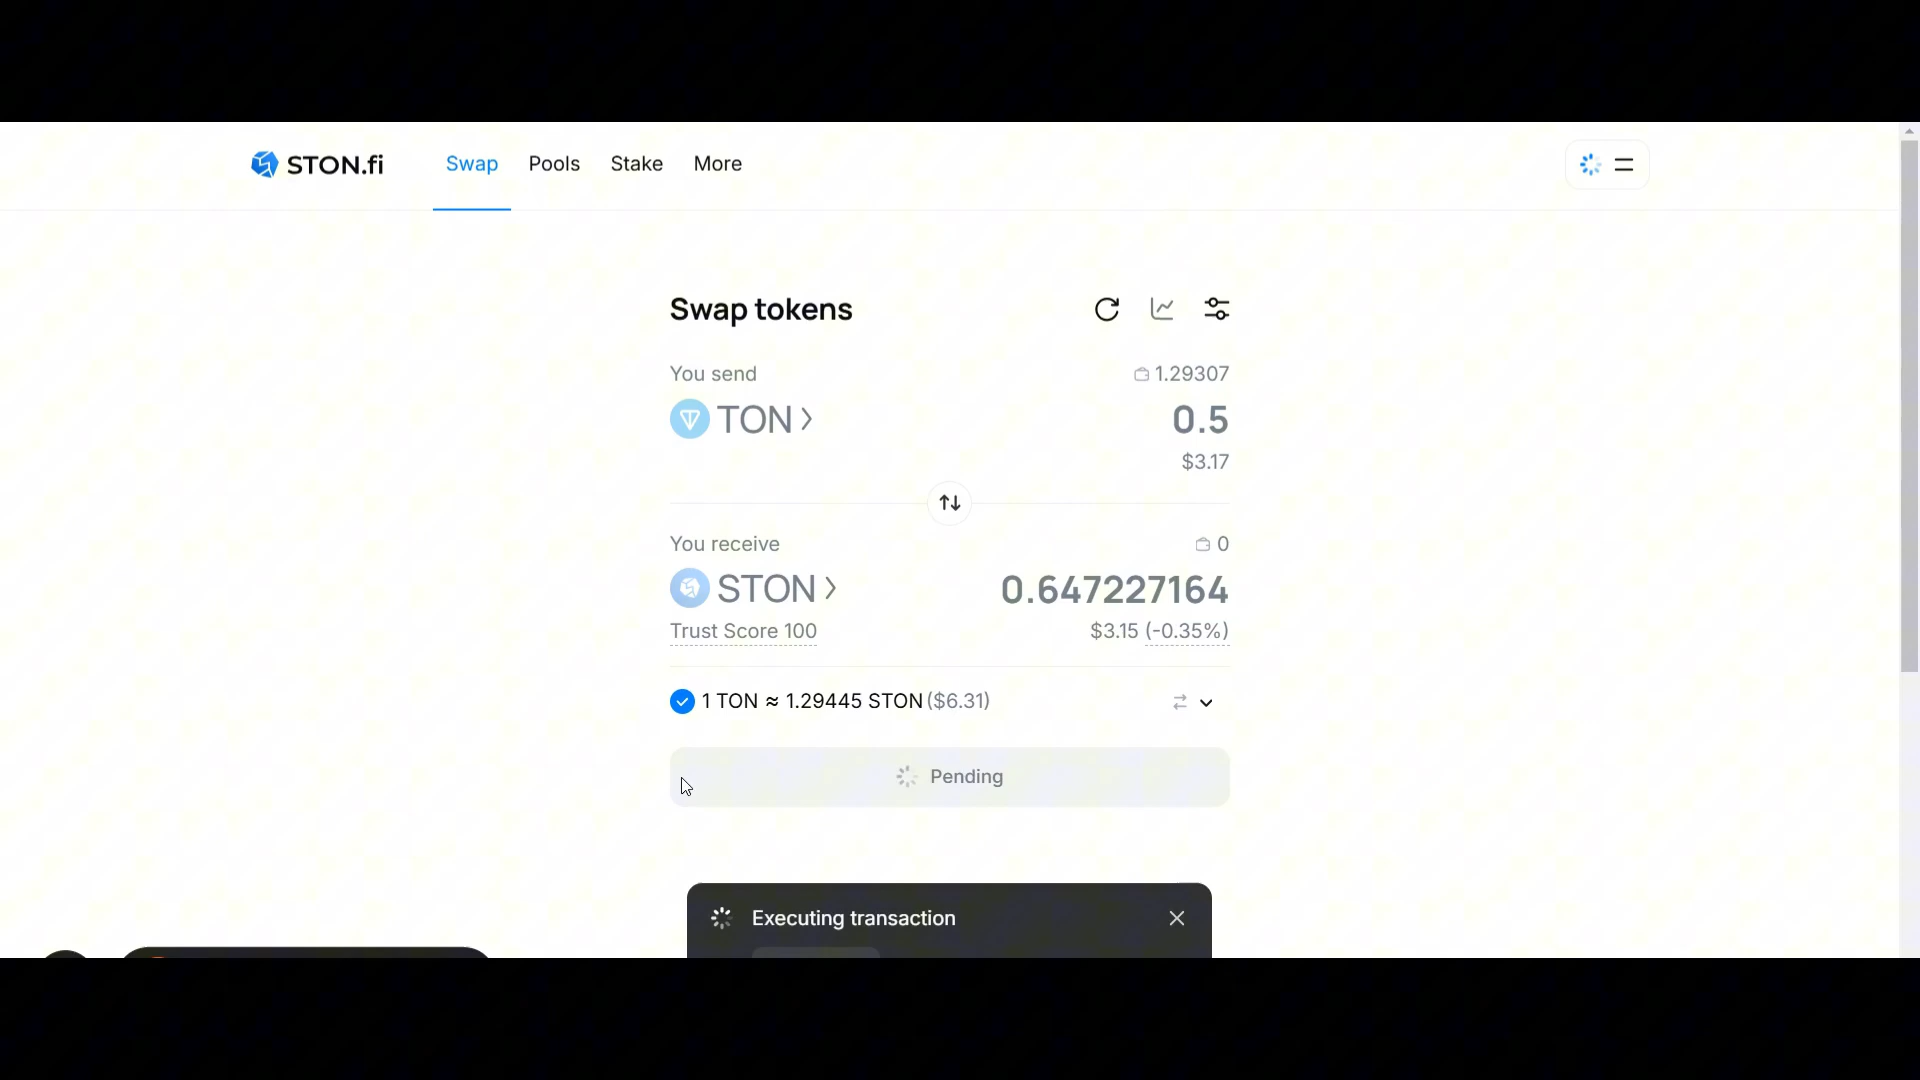 STON.fi Swap Pools Stake More
Swap tokens
You send 1.29307
TON 0.5
$3.17
You receive 0
STON 0.647227164
Trust Score 100 $3.15 (-0.35%)
1 TON ≈ 1.29445 STON ($6.31)
Pending
Executing transaction